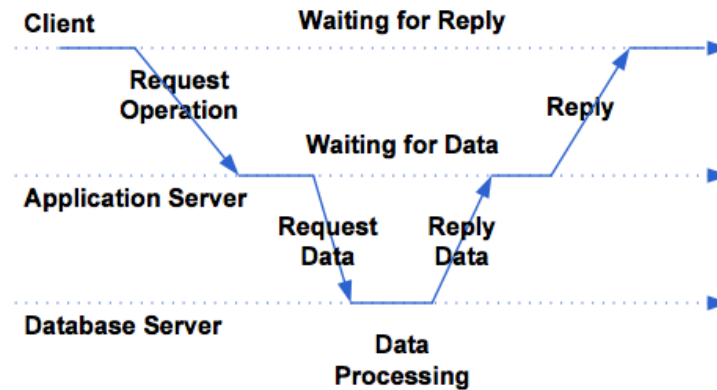 Client
Waiting for Reply
Request
Operation
Reply
Waiting for Data
Application Server
Request
Data
Reply
Data
Database Server
Data
Processing